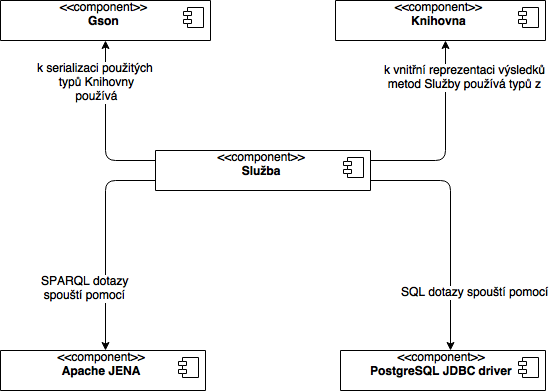 <<component>>
Gson
<<component>>
Knihovna
k serializaci použitých
typů Knihovny
používá
k vnitřní reprezentaci výsledků
metod Služby používá typů z
<<component>>
Služba
SPARQL dotazy
spouští pomocí
SQL dotazy spouští pomocí
<<component>>
Apache JENA
<<component>>
PostgreSQL JDBC driver